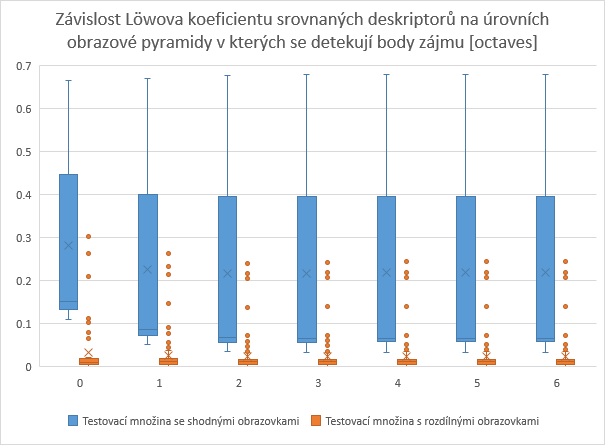 Závislost Löwova koeficientu srovnaných deskriptorů na úrovních
obrazové pyramidy v kterých se detekují body zájmu [octaves]
0.7
0.6
0.5
0.4
0.3
0.2
0.1
0
0 1 2 3 4 5 6
Testovací množina se shodnými obrazovkami Testovací množina s rozdílnými obrazovkami